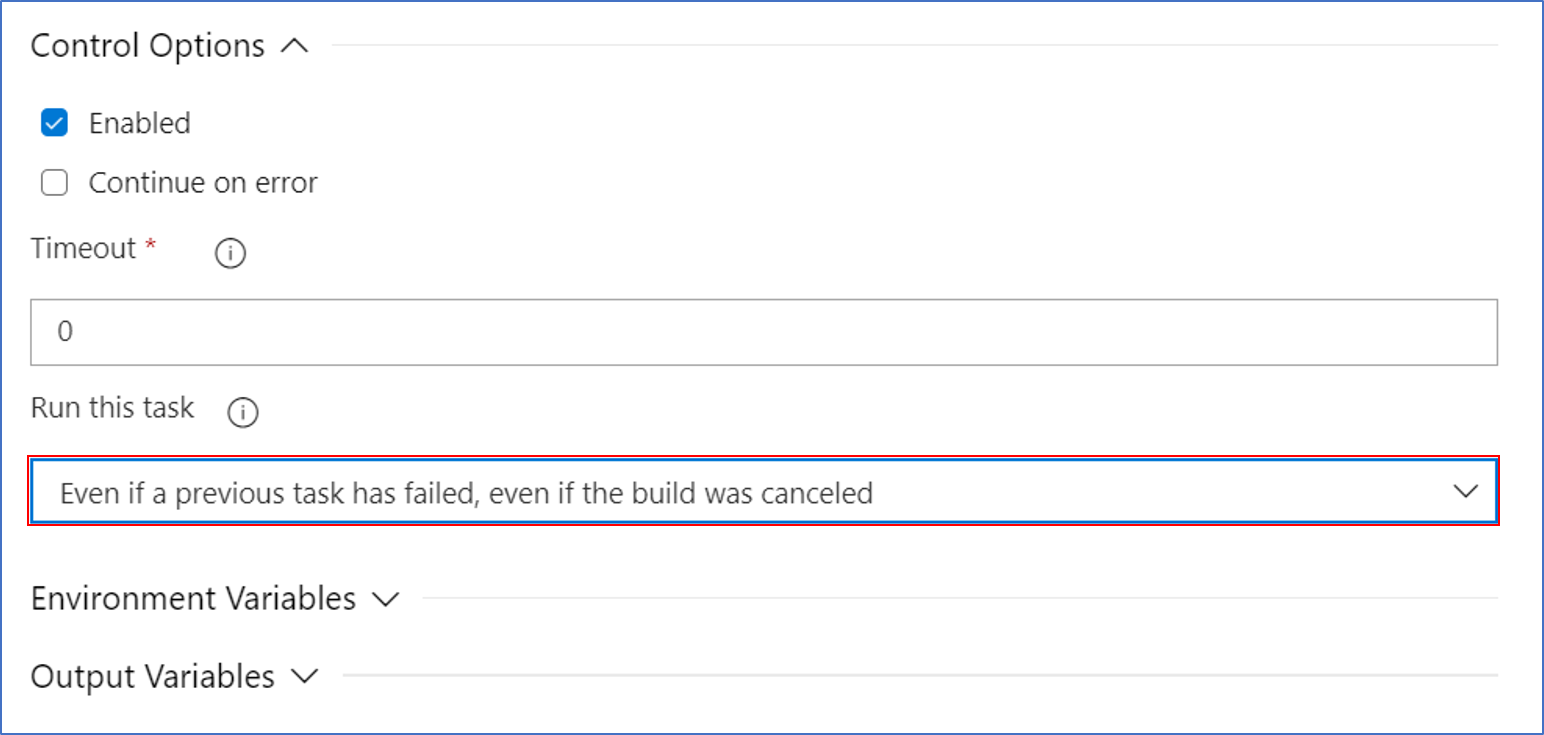 Control Options
Enabled
Continue on error
Timeout *
0
Run this task
Even if a previous task has failed, even if the build was canceled
Environment Variables
Output Variables